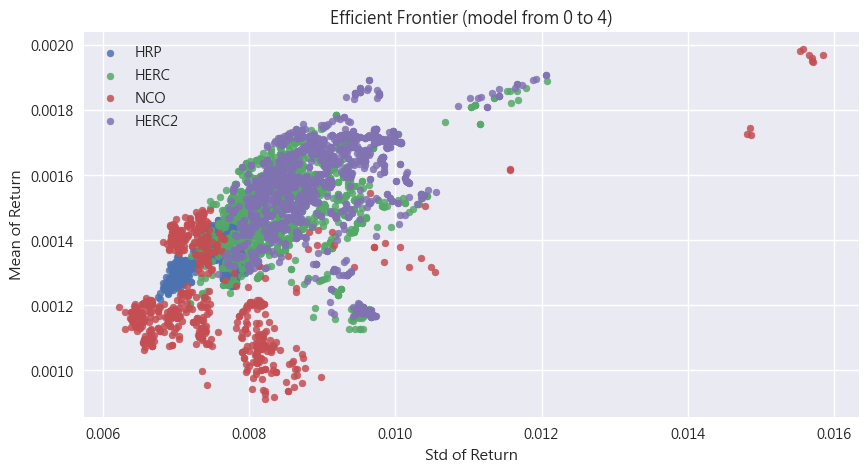 Efficient Frontier (model from 0 to 4)
HRP
HERC
NCO
HERC2
Mean of Return
0.0020
0.0018
0.0016
0.0014
0.0012
0.0010
0.006
0.008
0.010
0.012
0.014
0.016
Std of Return